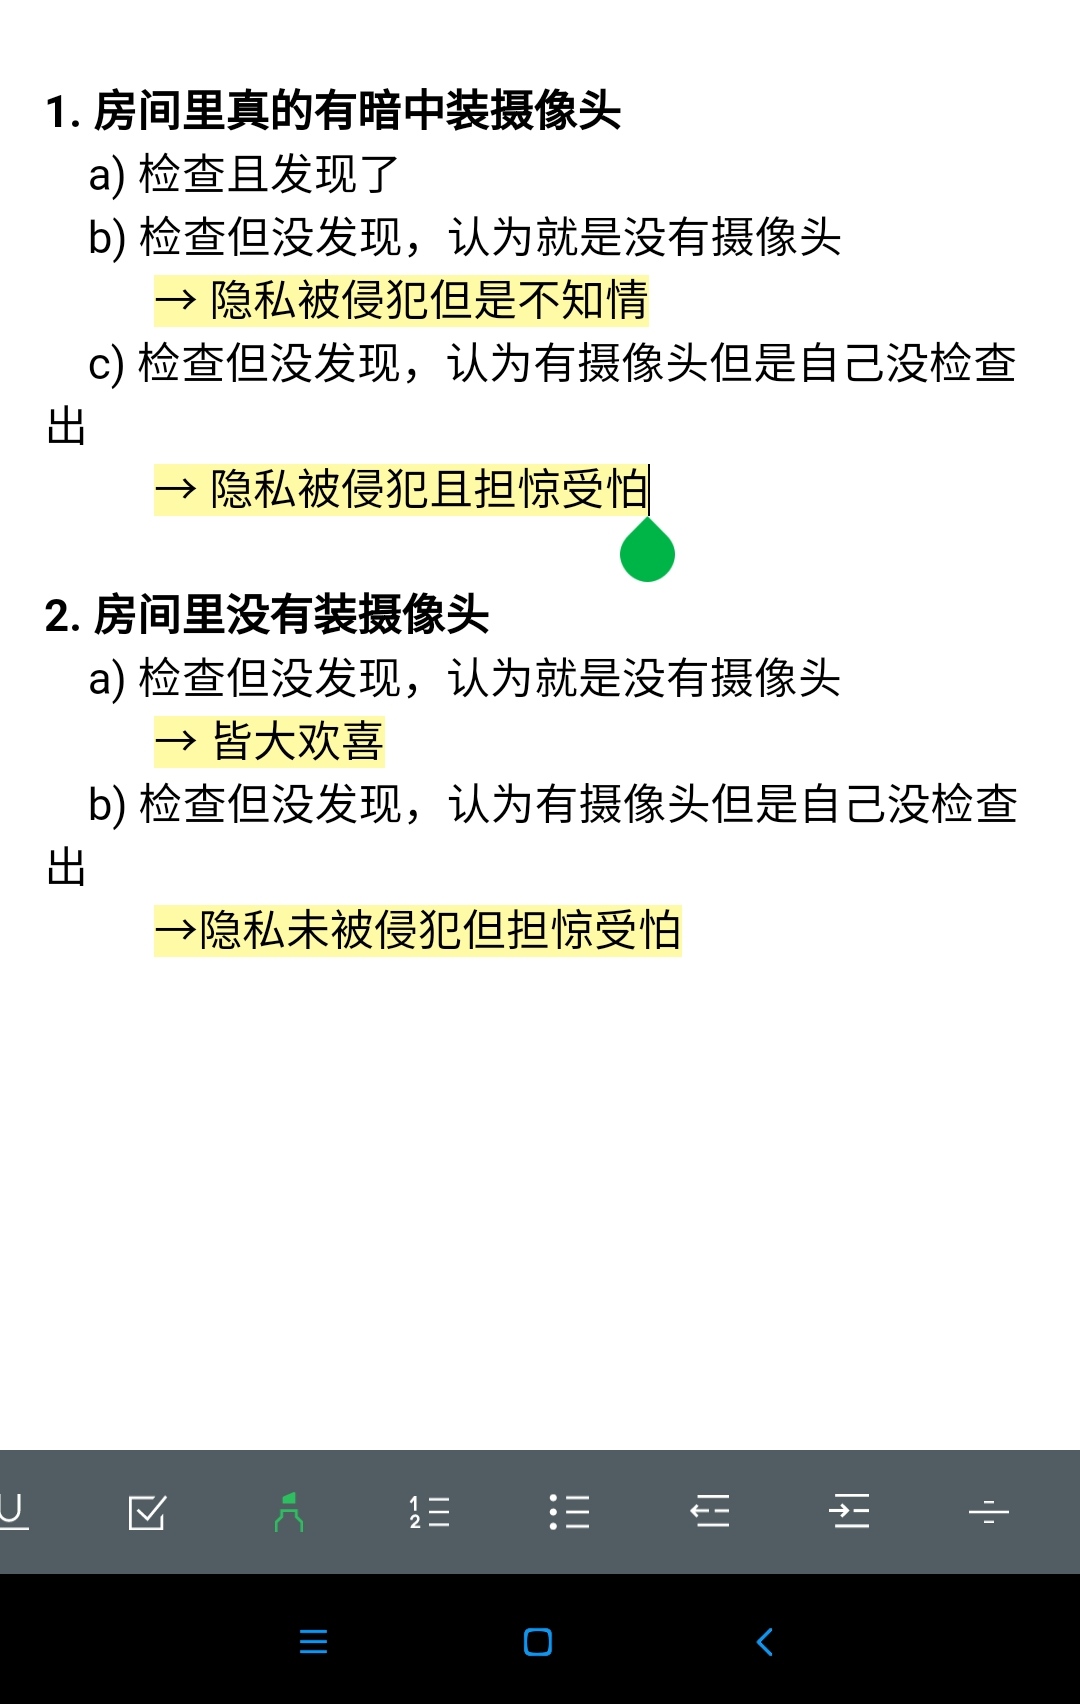 1. 房间里真的有暗中装摄像头
a) 检查且发现了
b) 检查但没发现，认为就是没有摄像头
→ 隐私被侵犯但是不知情
c) 检查但没发现，认为有摄像头但是自己没检查
出
→ 隐私被侵犯且担惊受怕
2. 房间里没有装摄像头
a) 检查但没发现，认为就是没有摄像头
→ 皆大欢喜
b) 检查但没发现，认为有摄像头但是自己没检查
出
→隐私未被侵犯但担惊受怕